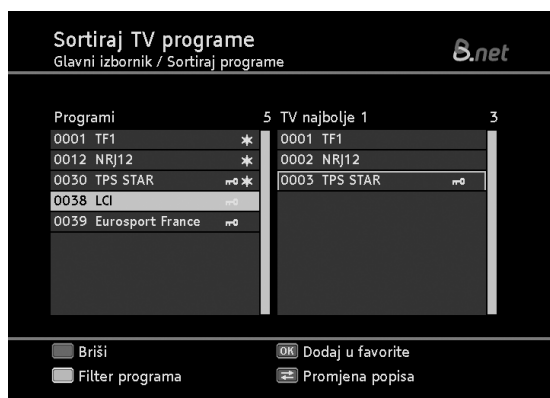 Sortiraj TV programe
Glavni izbornik / Sortiraj programe
B.net
Programi 5
0001 TF1
0012 NRJ12
0030 TPS STAR
0038 LCI
0039 Eurosport France
TV najbolje 1 3
0001 TF1
0002 NRJ12
0003 TPS STAR
Briši
OK Dodaj u favorite
Filter programa
Promjena popisa